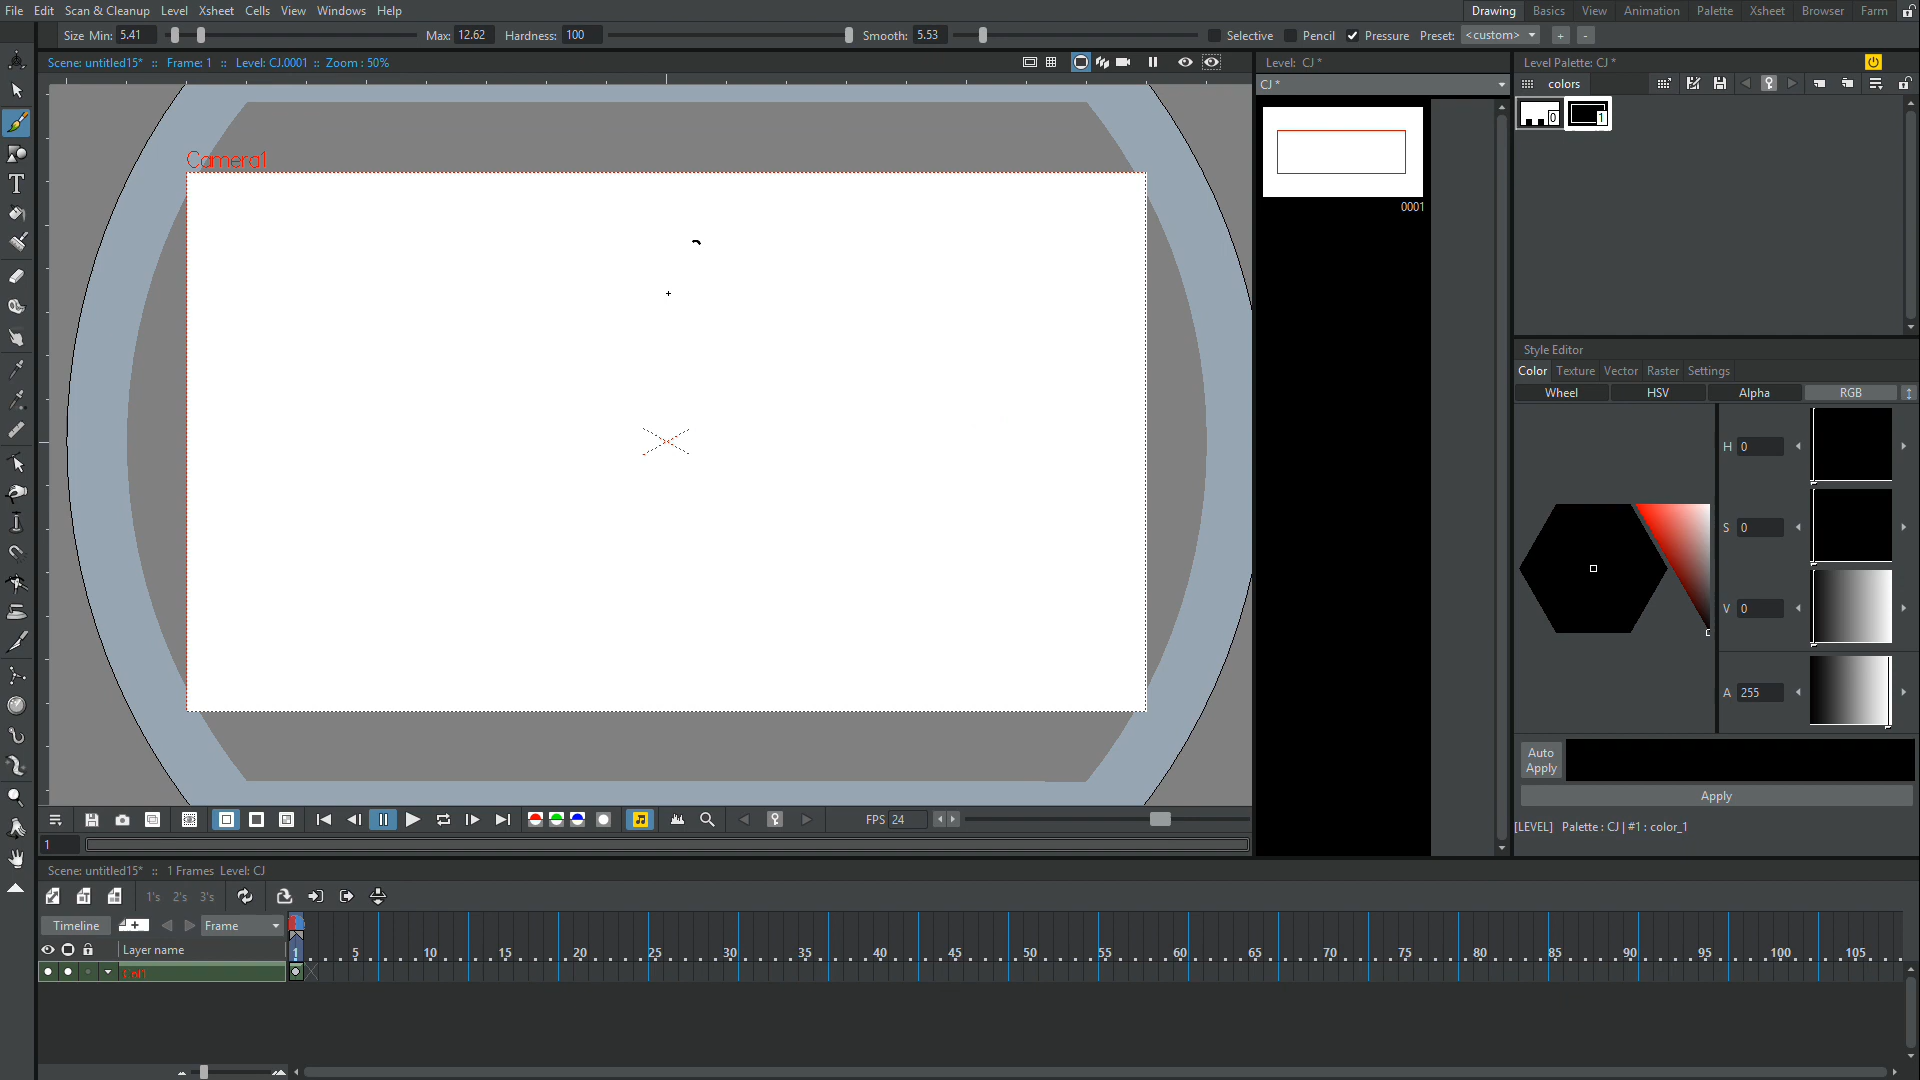 File Edit Scan & Cleanup Level Xsheet Cells View Windows Help Drawing Basics View Animation Palette Xsheet Browser Farm
Size Min: 5.41 Max: 12.62 Hardness: 100 Smooth: 5.53 Selective Pencil Pressure Preset: <custom> + -
Scene: untitled15* :: Frame: 1 :: Level: CJ.0001 :: Zoom : 50%
Level: CJ *
Level Palette: CJ *
CJ *
colors
0 1
Camera1
0001
Style Editor
Color Texture Vector Raster Settings
Wheel HSV Alpha RGB
H 0
S 0
V 0
A 255
Auto Apply
Apply
[LEVEL] Palette : CJ | #1 : color_1
FPS 24
1
Scene: untitled15* :: 1 Frames Level: CJ
1's 2's 3's
Timeline Frame
Layer name
1 5 10 15 20 25 30 35 40 45 50 55 60 65 70 75 80 85 90 95 100 105
Col1